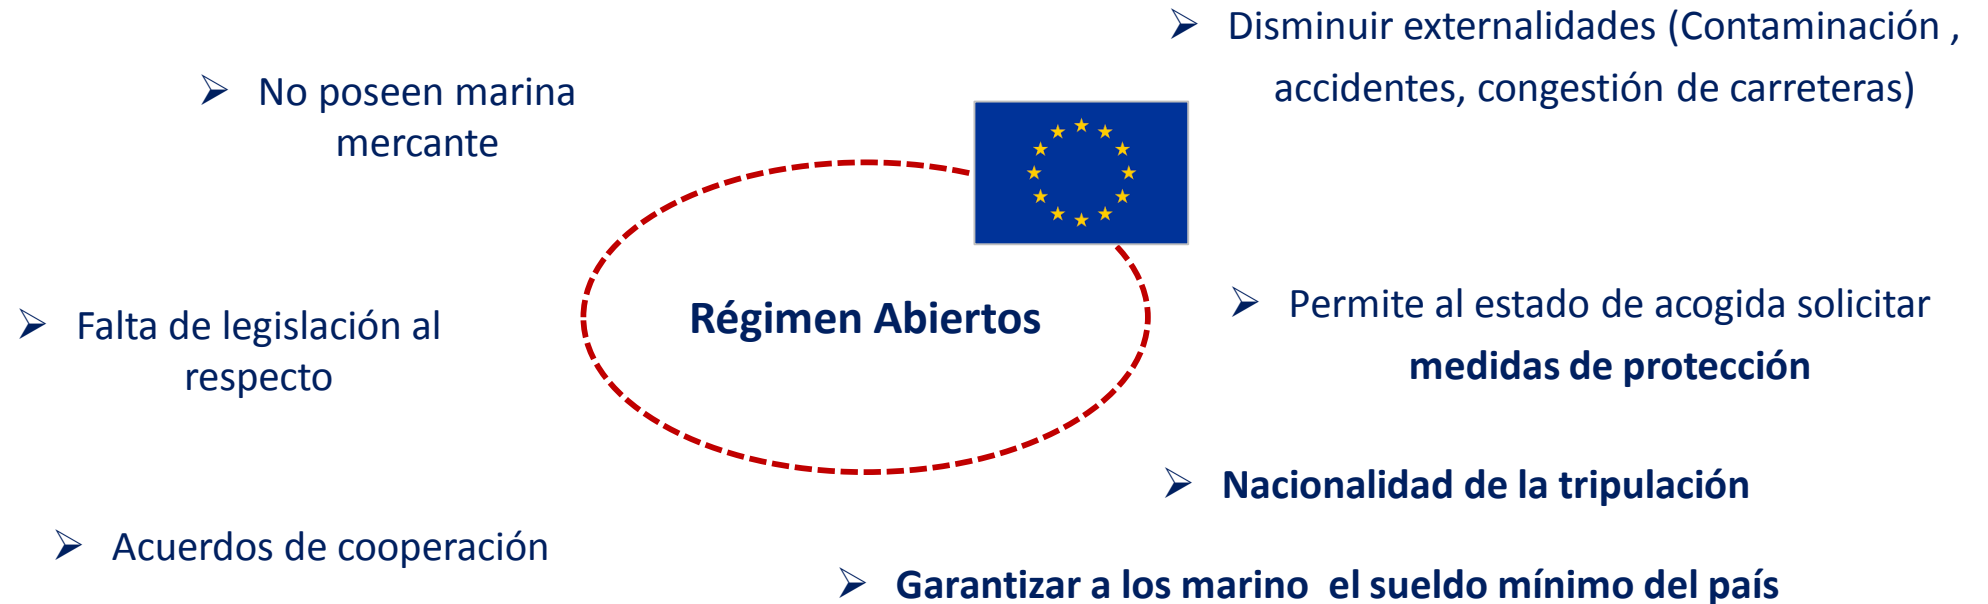 ➢ No poseen marina
mercante
➢ Falta de legislación al
respecto
➢ Acuerdos de cooperación
Régimen Abiertos
➢ Disminuir externalidades (Contaminación ,
accidentes, congestión de carreteras)
➢ Permite al estado de acogida solicitar
medidas de protección
➢ Nacionalidad de la tripulación
➢ Garantizar a los marino  el sueldo mínimo del país